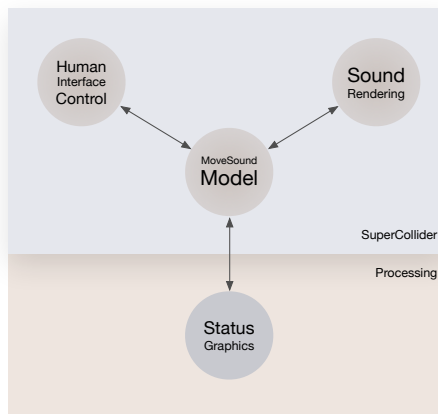 Human
Interface
Control
Sound
Rendering
MoveSound
Model
SuperCollider
Processing
Status
Graphics